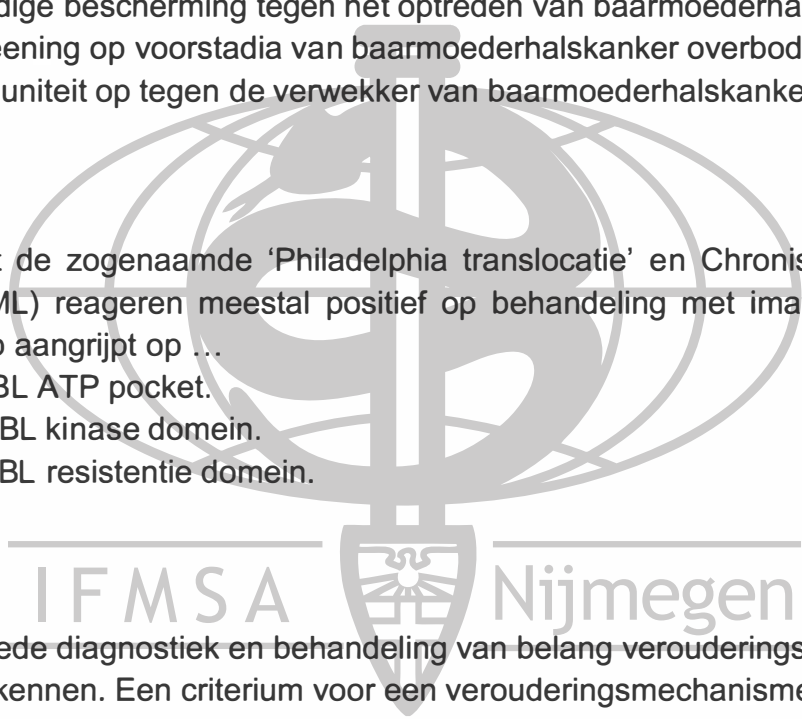 dige bescherming tegen het optreden van baarmoederha
eening op voorstadia van baarmoederhalskanker overbod
uniteit op tegen de verwekker van baarmoederhalskanke
t de zogenaamde ‘Philadelphia translocatie’ en Chronis
ML) reageren meestal positief op behandeling met ima
o aangrijpt op …
BL ATP pocket.
BL kinase domein.
BL resistentie domein.
IFMSA Nijmegen
ede diagnostiek en behandeling van belang verouderings
kennen. Een criterium voor een verouderingsmechanisme